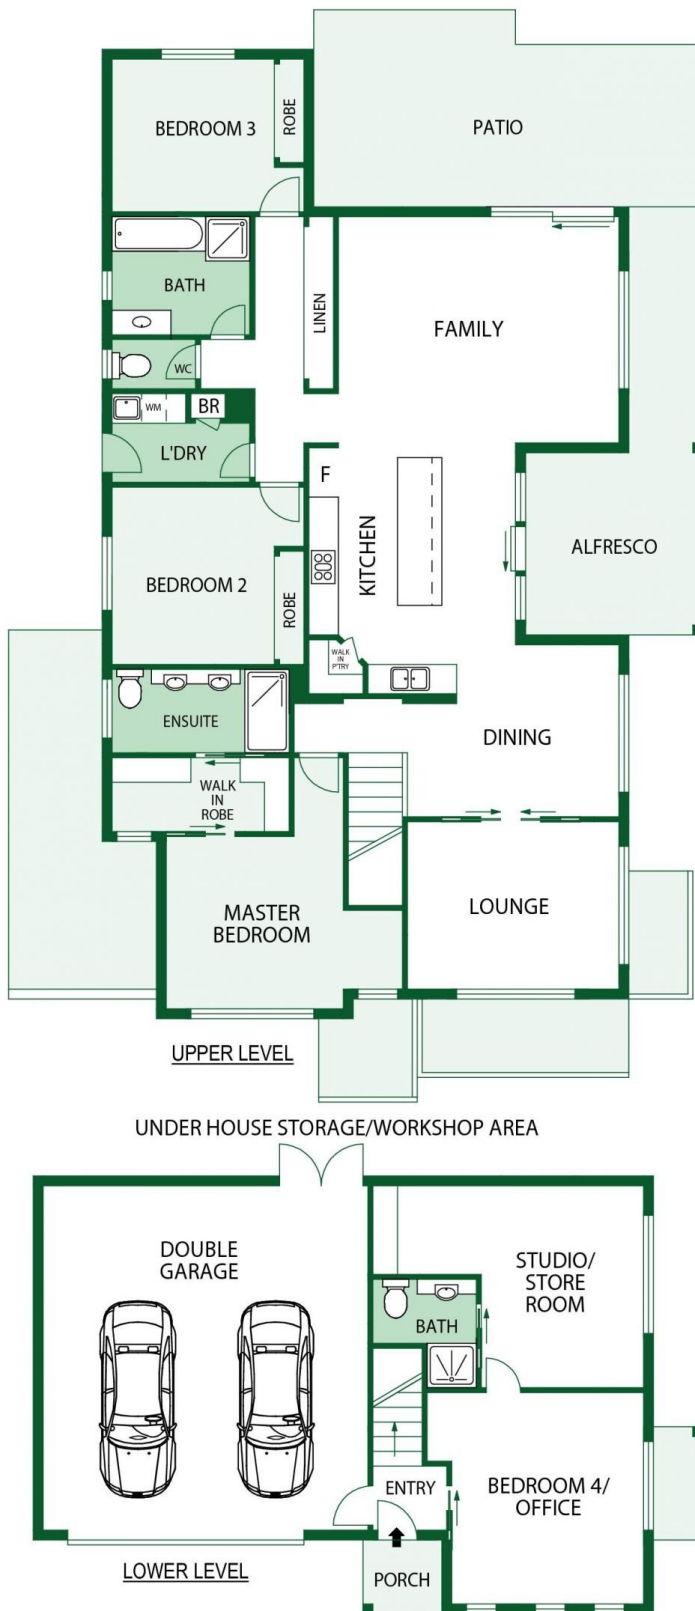 BEDROOM 3
ROBE
PATIO
BATH
LINEN
FAMILY
WC
WM
BR
L'DRY
F
KITCHEN
ALFRESCO
BEDROOM 2
ROBE
WALK
IN
P'TRY
ENSUITE
DINING
WALK
IN
ROBE
MASTER
BEDROOM
LOUNGE
UPPER LEVEL
UNDER HOUSE STORAGE/WORKSHOP AREA
DOUBLE
GARAGE
STUDIO/
STORE
ROOM
BATH
ENTRY
BEDROOM 4/
OFFICE
LOWER LEVEL
PORCH